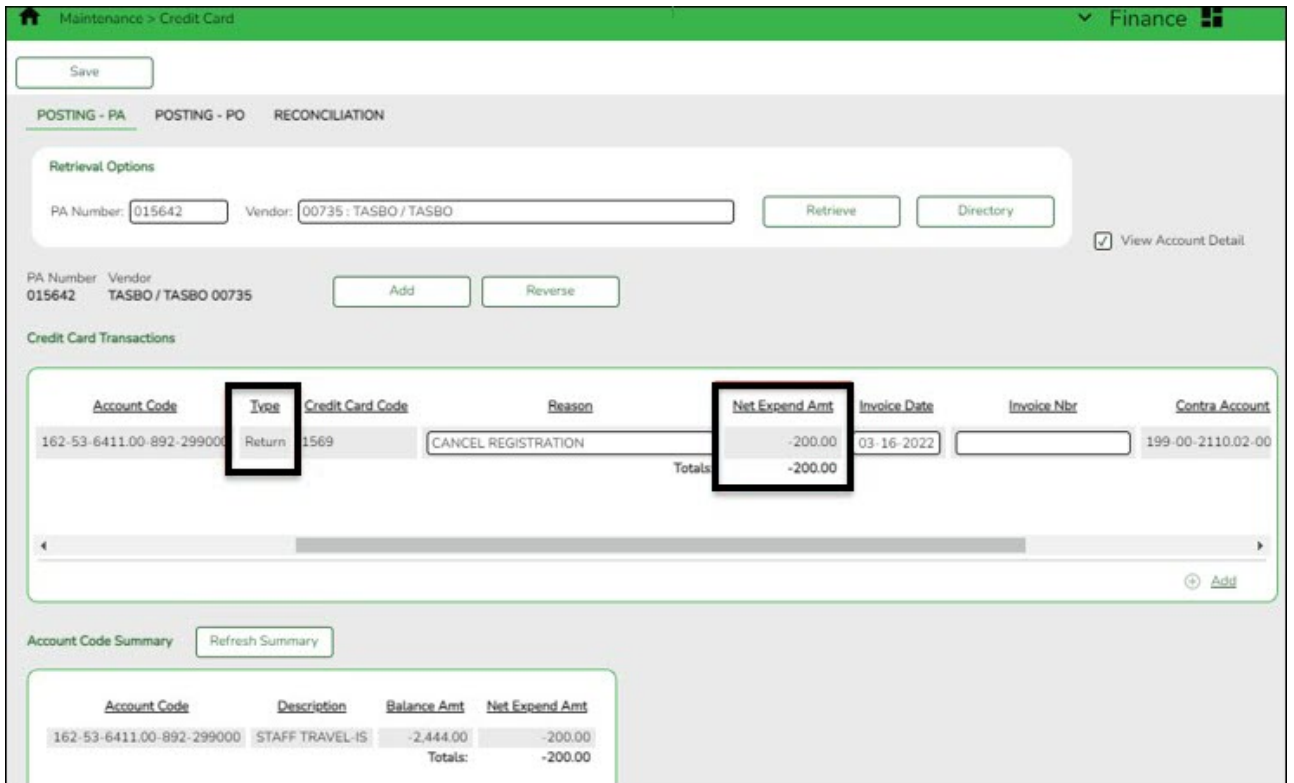 Maintenance > Credit Card
Finance
Save
POSTING - PA POSTING - PO RECONCILIATION
Retrieval Options
PA Number: 015642 Vendor: 00735 : TASBO / TASBO Retrieve Directory
View Account Detail
PA Number Vendor
015642 TASBO / TASBO 00735 Add Reverse
Credit Card Transactions
Account Code Type Credit Card Code Reason Net Expend Amt Invoice Date Invoice Nbr Contra Account
162-53-6411.00-892-299000 Return 1569 CANCEL REGISTRATION -200.00 03-16-2022 199-00-2110.02-00
Totals: -200.00
Add
Account Code Summary Refresh Summary
Account Code Description Balance Amt Net Expend Amt
162-53-6411.00-892-299000 STAFF TRAVEL-IS -2,444.00 -200.00
Totals: -200.00